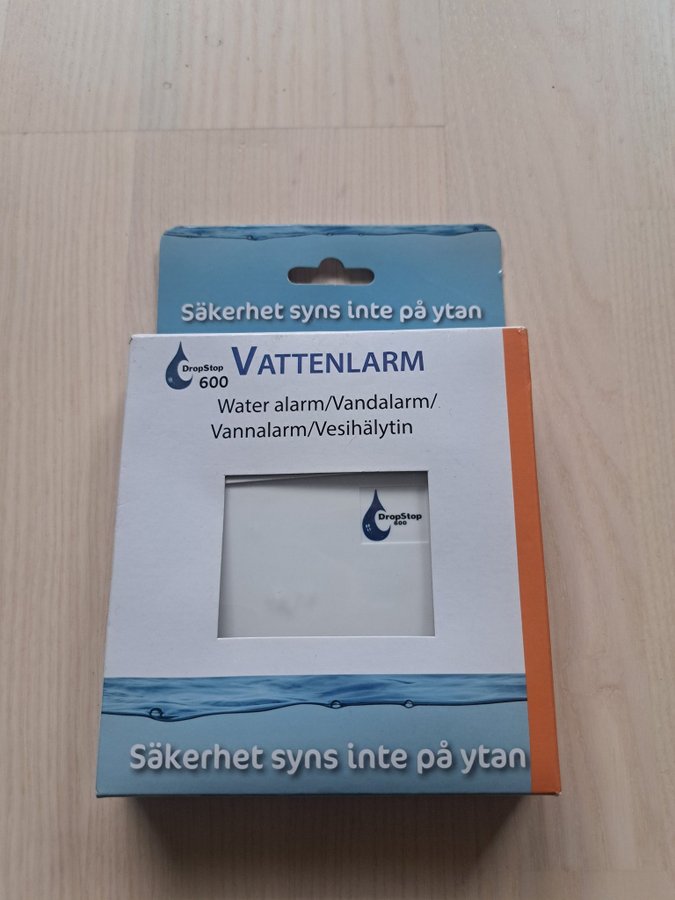 Säkerhet syns inte på ytan
DropStop
600
VATTENLARM
Water alarm/Vandalarm/
Vannalarm/Vesihälytin
DropStop
600
Säkerhet syns inte på ytan